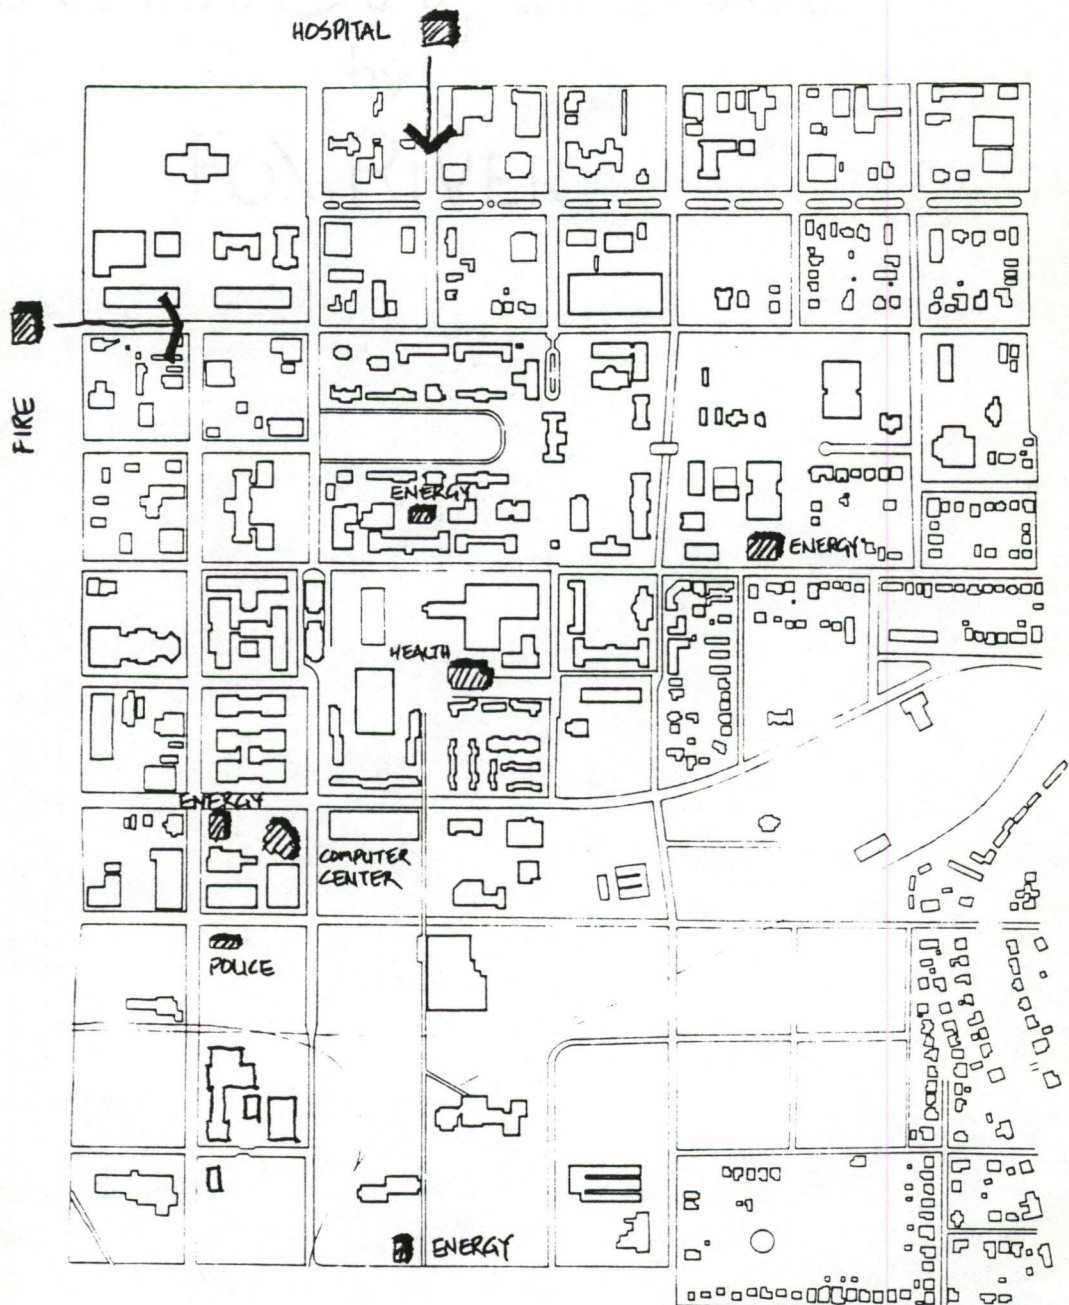 HOSPITAL
FIRE
ENERGY
ENERGY
HEALTH
ENERGY
COMPUTER
CENTER
POLICE
ENERGY